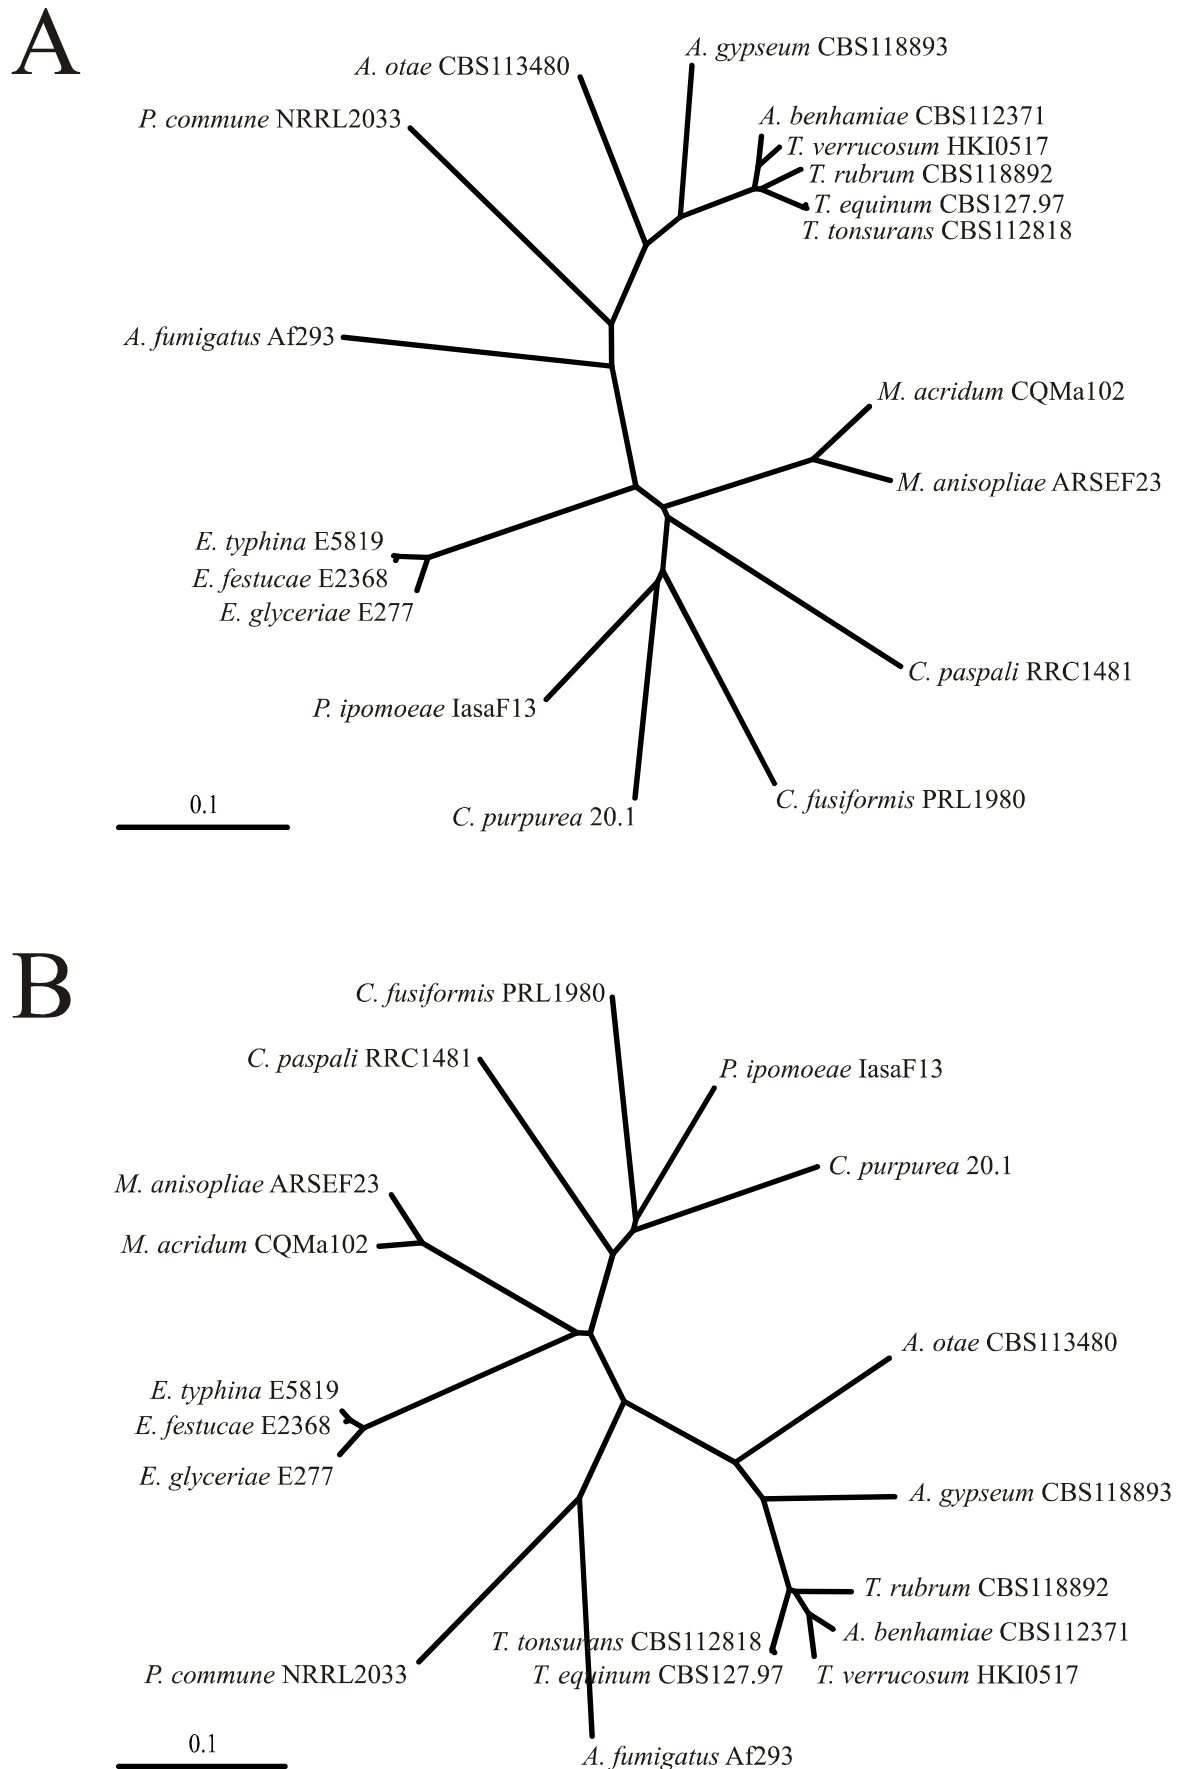 A
A. gypseum CBS118893
A. otae CBS113480
P. commune NRRL2033
A. benhamiae CBS112371
T. verrucosum HKI0517
T. rubrum CBS118892
T. equinum CBS127.97
T. tonsurans CBS112818
A. fumigatus Af293
M. acridum CQMa102
M. anisopliae ARSEF23
E. typhina E5819
E. festucae E2368
E. glyceriae E277
C. paspali RRC1481
P. ipomoeae IasaF13
C. fusiformis PRL1980
C. purpurea 20.1
0.1
B
C. fusiformis PRL1980
C. paspali RRC1481
P. ipomoeae IasaF13
C. purpurea 20.1
M. anisopliae ARSEF23
M. acridum CQMa102
A. otae CBS113480
E. typhina E5819
E. festucae E2368
E. glyceriae E277
A. gypseum CBS118893
T. rubrum CBS118892
A. benhamiae CBS112371
T. tonsurans CBS112818
T. equinum CBS127.97
T. verrucosum HKI0517
P. commune NRRL2033
0.1
A. fumigatus Af293